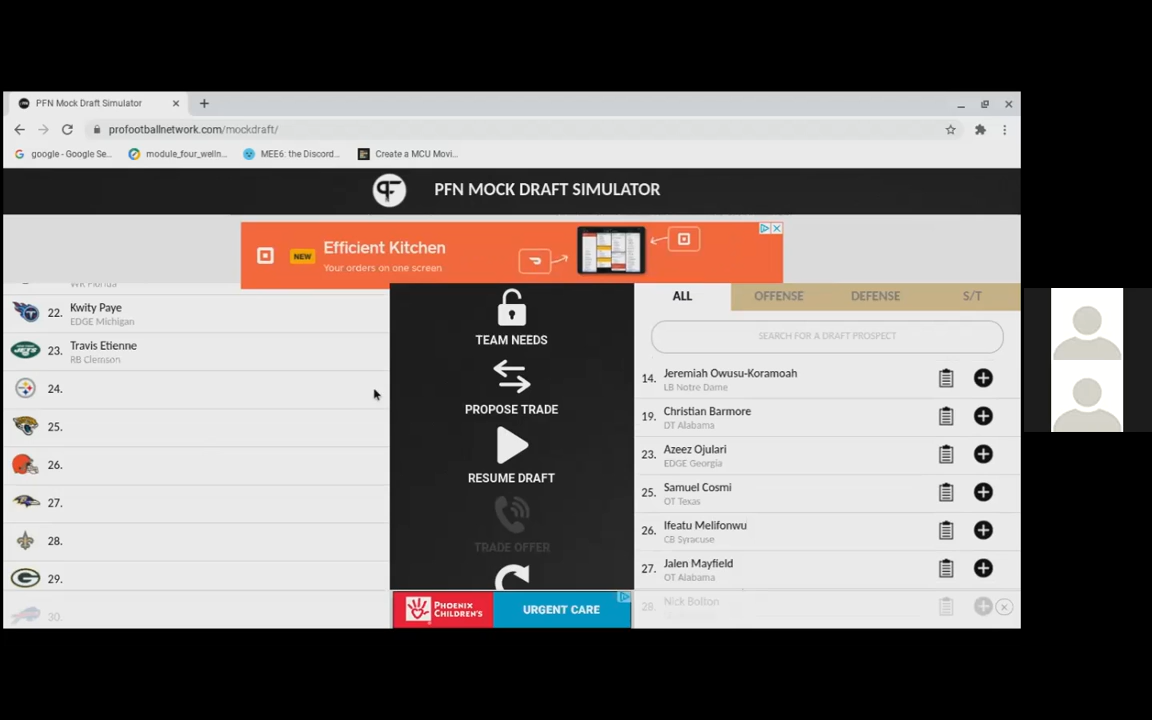 PFN Mock Draft Simulator
profootballnetwork.com/mockdraft/
google - Google Se...
module_four_welln...
MEE6: the Discord...
Create a MCU Movi...
PFN MOCK DRAFT SIMULATOR
NEW
Efficient Kitchen
Your orders on one screen
WR Florida
22. Kwity Paye
EDGE Michigan
23. Travis Etienne
RB Clemson
24.
25.
26.
27.
28.
29.
30.
TEAM NEEDS
PROPOSE TRADE
RESUME DRAFT
TRADE OFFER
PHOENIX
CHILDREN'S
URGENT CARE
ALL
OFFENSE
DEFENSE
S/T
SEARCH FOR A DRAFT PROSPECT
14. Jeremiah Owusu-Koramoah
LB Notre Dame
19. Christian Barmore
DT Alabama
23. Azeez Ojulari
EDGE Georgia
25. Samuel Cosmi
OT Texas
26. Ifeatu Melifonwu
CB Syracuse
27. Jalen Mayfield
OT Alabama
28. Nick Bolton